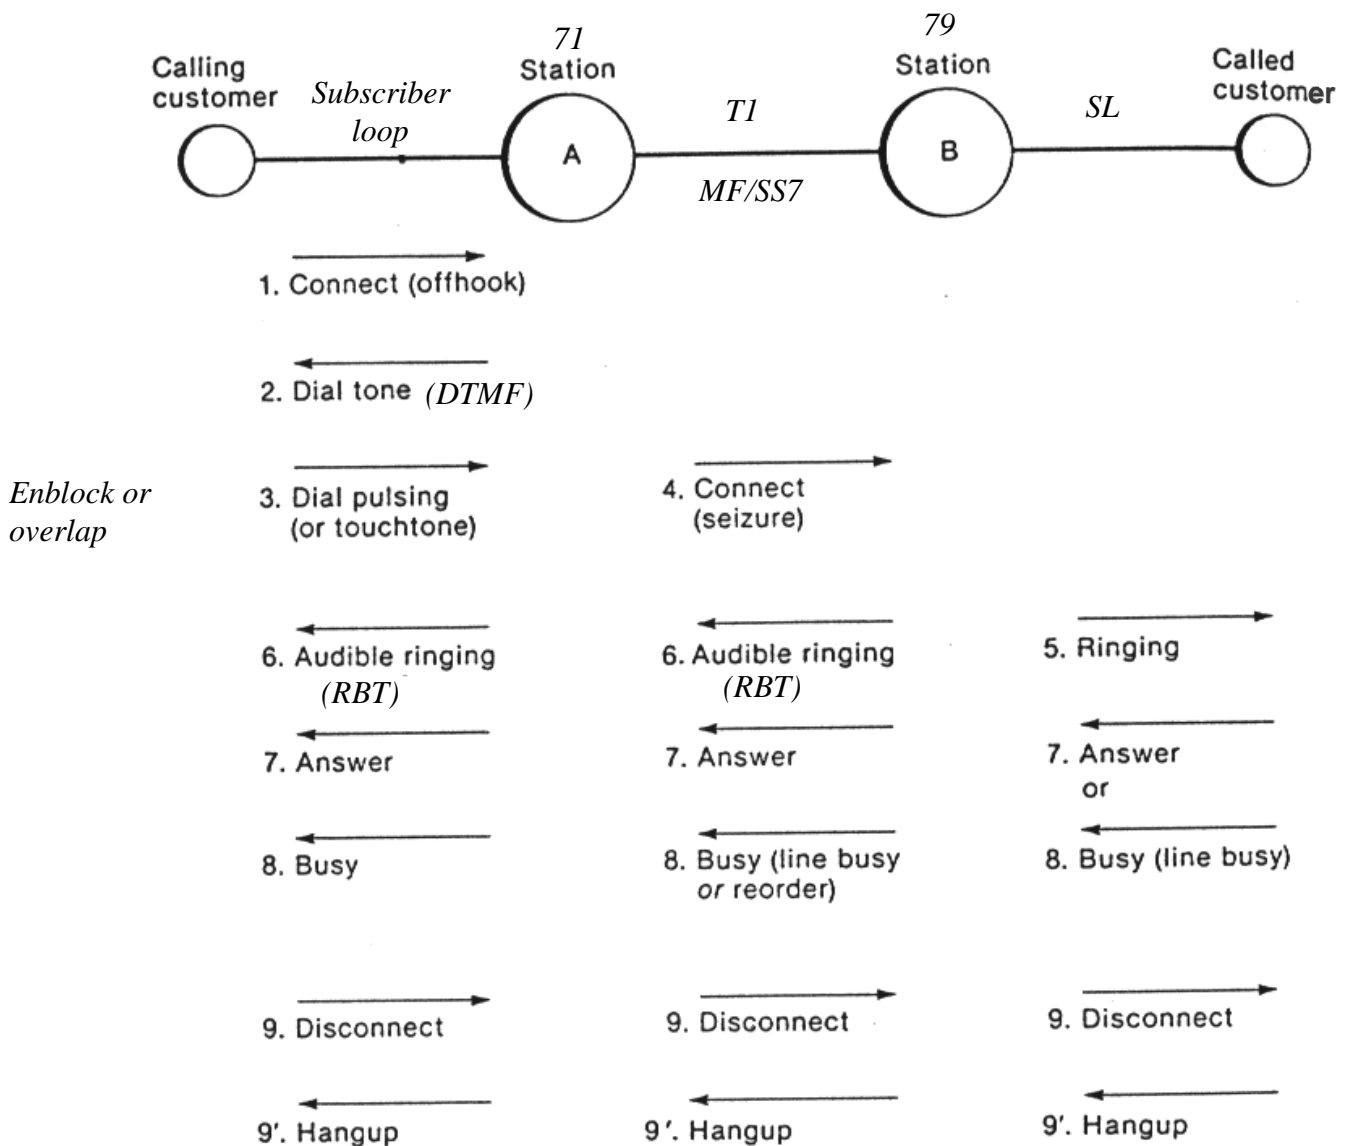 71
Station
79
Station
Calling
customer
Subscriber
loop
A
T1
MF/SS7
B
SL
Called
customer
1. Connect (offhook)
2. Dial tone (DTMF)
Enblock or
overlap
3. Dial pulsing
(or touchtone)
4. Connect
(seizure)
6. Audible ringing
(RBT)
6. Audible ringing
(RBT)
5. Ringing
7. Answer
7. Answer
7. Answer
or
8. Busy
8. Busy (line busy
or reorder)
8. Busy (line busy)
9. Disconnect
9. Disconnect
9. Disconnect
9'. Hangup
9'. Hangup
9'. Hangup